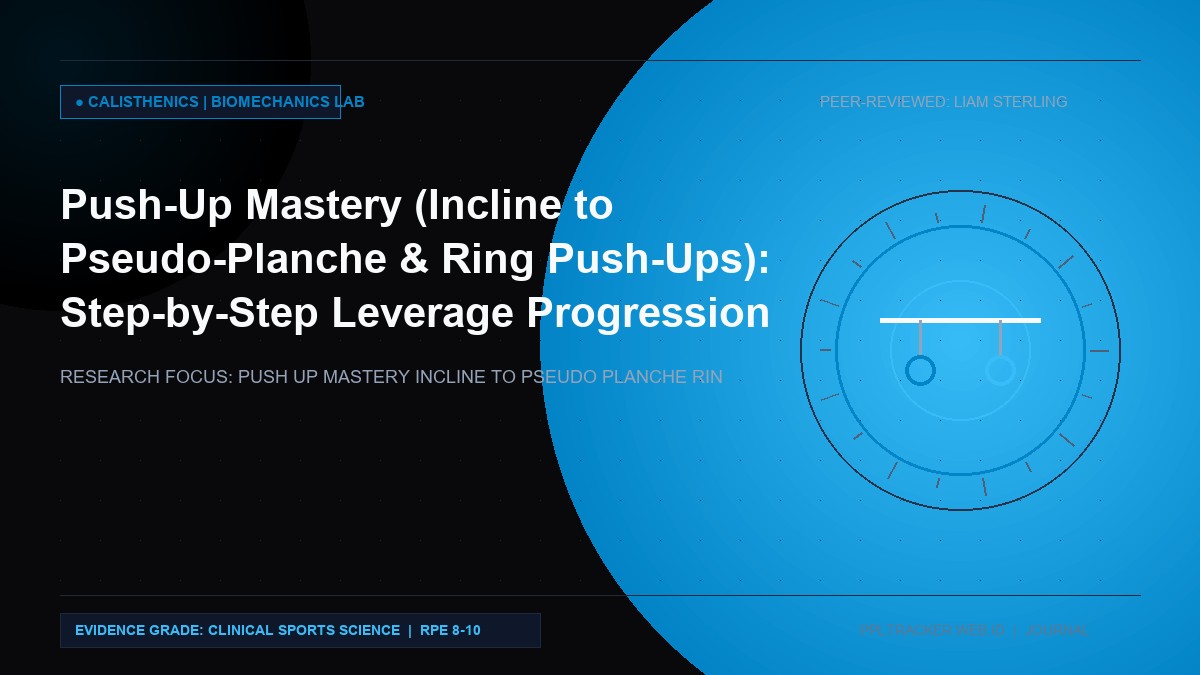 ● CALISTHENICS | BIOMECHANICS LAB
PEER-REVIEWED: LIAM STERLING
Push-Up Mastery (Incline to
Pseudo-Planche & Ring Push-Ups):
Step-by-Step Leverage Progression
RESEARCH FOCUS: PUSH UP MASTERY INCLINE TO PSEUDO PLANCHE RIN
EVIDENCE GRADE: CLINICAL SPORTS SCIENCE | RPE 8-10
| JOURNAL